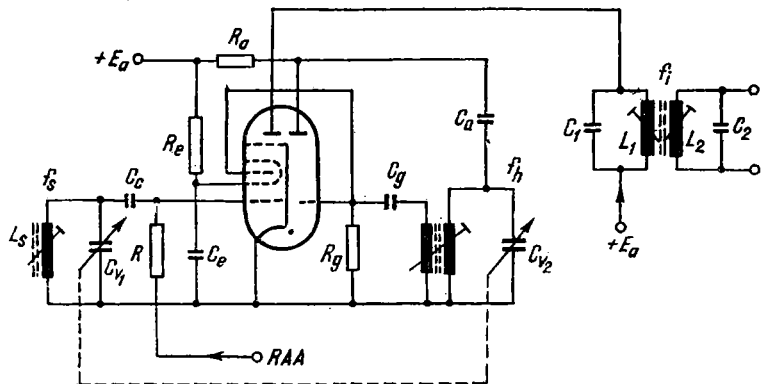 +Ea
Ra
Re
Ca
fi
C1
L1
L2
C2
+Ea
fs
Cc
Cg
fh
Ls
Cv1
R
Ce
Rg
Cv2
RAA